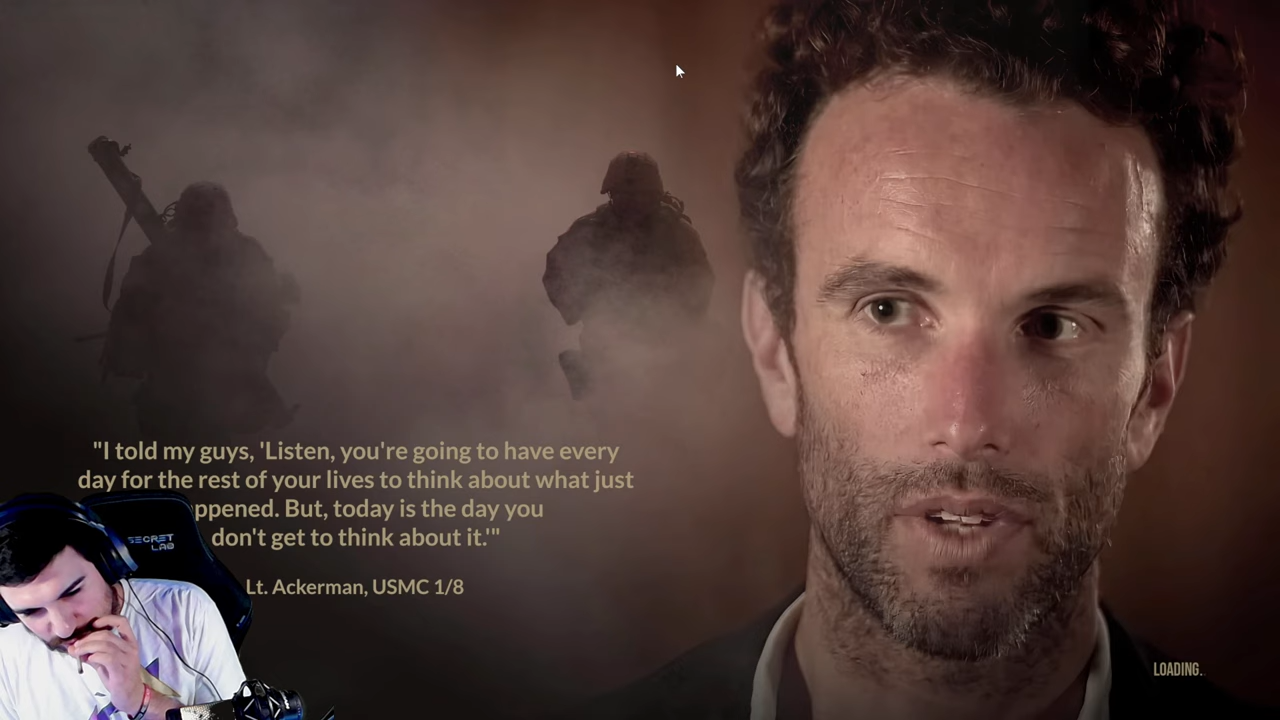 "I told my guys, 'Listen, you're going to have every
day for the rest of your lives to think about what just
ppened. But, today is the day you
don't get to think about it.'"
Lt. Ackerman, USMC 1/8
SECRET
LAB
LOADING.